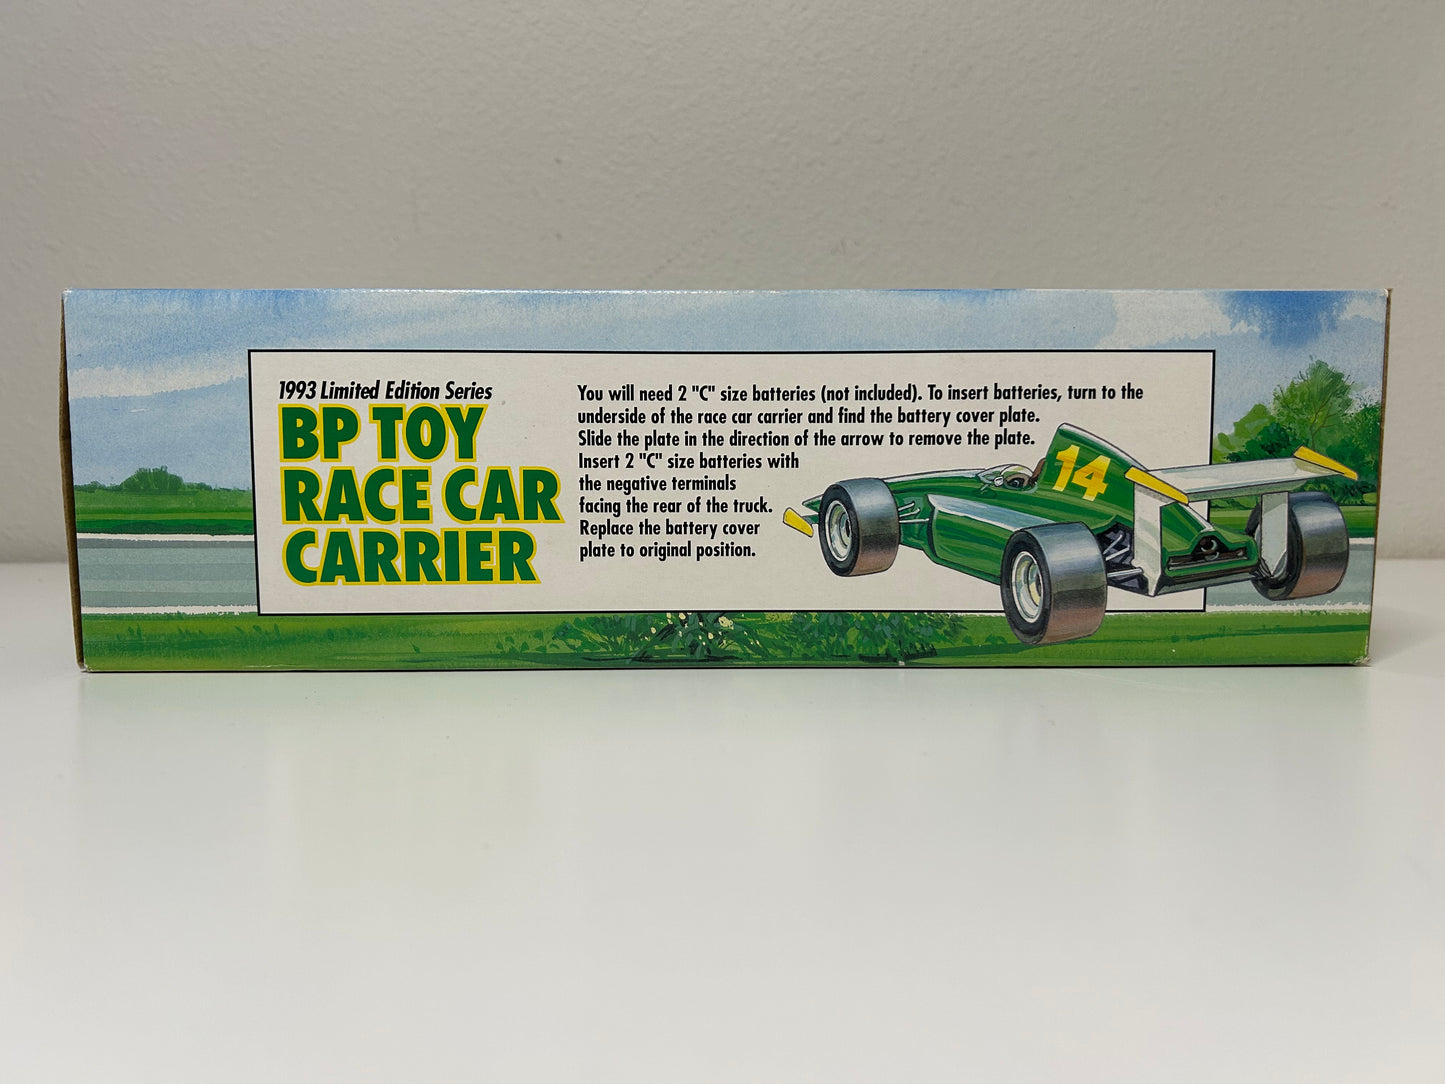 1993 Limited Edition Series
BP TOY
RACE CAR
CARRIER
You will need 2 "C" size batteries (not included). To insert batteries, turn to the
underside of the race car carrier and find the battery cover plate.
Slide the plate in the direction of the arrow to remove the plate.
Insert 2 "C" size batteries with
the negative terminals
facing the rear of the truck.
Replace the battery cover
plate to original position.
14